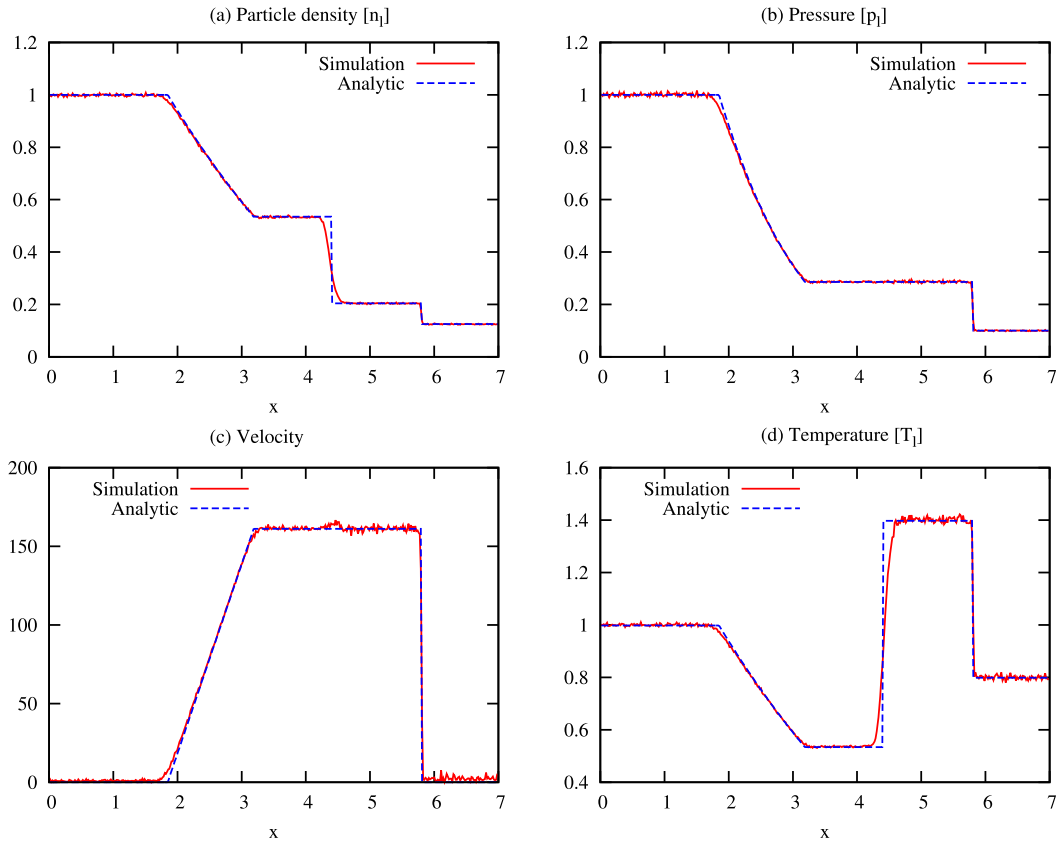 (a) Particle density [n_l]
1.2
1
0.8
0.6
0.4
0.2
0
Simulation
Analytic
0 1 2 3 4 5 6 7
x
(b) Pressure [p_l]
1.2
1
0.8
0.6
0.4
0.2
0
Simulation
Analytic
0 1 2 3 4 5 6 7
x
(c) Velocity
200
150
100
50
0
Simulation
Analytic
0 1 2 3 4 5 6 7
x
(d) Temperature [T_l]
1.6
1.4
1.2
1
0.8
0.6
0.4
Simulation
Analytic
0 1 2 3 4 5 6 7
x